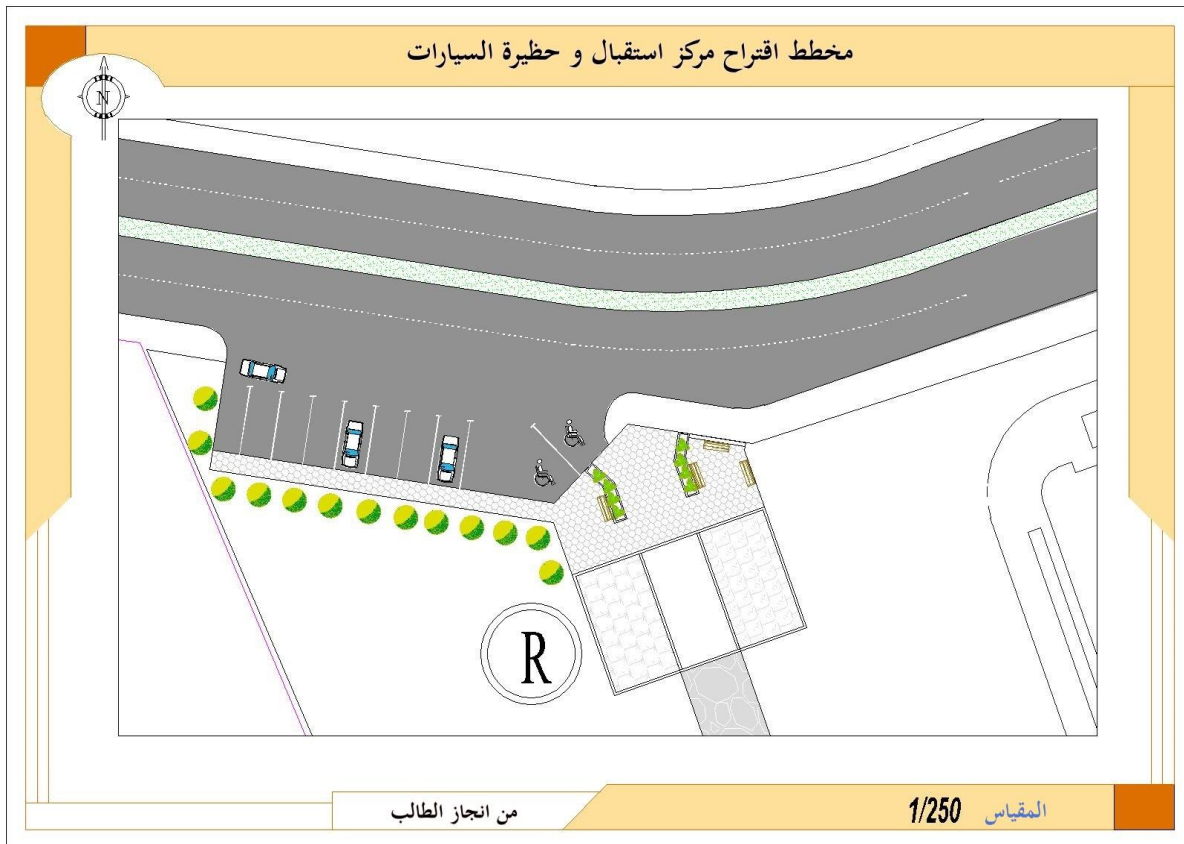 مخطط اقتراح مركز استقبال و حظيرة السيارات
N
R
المقياس 1/250
من انجاز الطالب